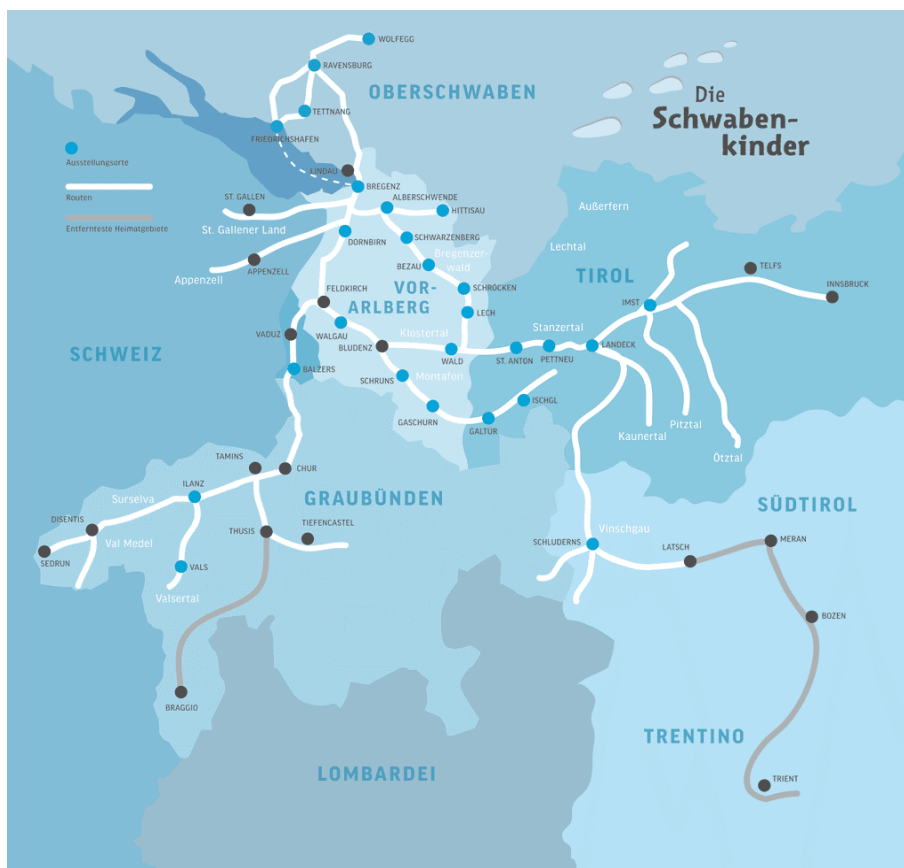 WOLFEGG
RAVENSBURG
OBERSCHWABEN
Die
Schwaben-
kinder
TETTNANG
FRIEDRICHSHAFEN
Ausstellungsorte
LINDAU
Routen
BREGENZ
ST. GALLEN
ALBERSCHWENDE
HITTISAU
Außerfern
Entfernteste Heimatgebiete
St. Gallener Land
DORNBIRN
SCHWARZENBERG
Lechtal
Bregenzer-
wald
BEZAU
APPENZELL
Appenzell
TIROL
TELFS
INNSBRUCK
FELDKIRCH
VOR-
ARLBERG
SCHRÖCKEN
IMST
LECH
VADUZ
WALGAU
Klostertal
Stanzertal
BLUDENZ
LANDECK
SCHWEIZ
WALD
ST. ANTON
PETTNEU
BALZERS
SCHRUNS
Montafon
ISCHGL
GASCHURN
GALTÜR
Kaunertal
Pitztal
Ötztal
TAMINS
CHUR
ILANZ
Surselva
GRAUBÜNDEN
SÜDTIROL
DISENTIS
Val Medel
THUSIS
TIEFENCASTEL
Vinschgau
SCHLUDERNS
LATSCH
MERAN
SEDRUN
VALS
Valsertal
BOZEN
BRAGGIO
TRENTINO
LOMBARDEI
TRIENT